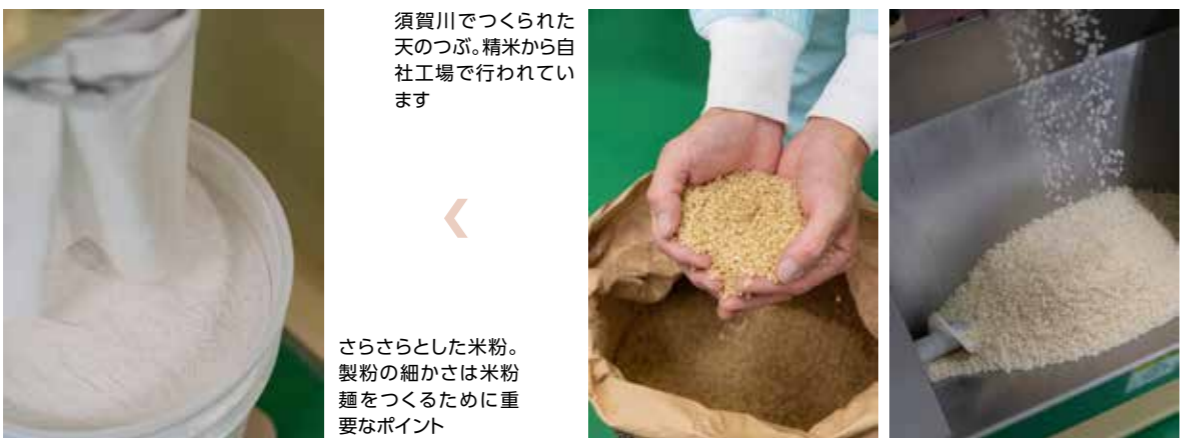 須賀川でつくられた
天のつぶ。精米から自
社工場で行われてい
ます
さらさらとした米粉。
製粉の細かさは米粉
麺をつくるために重
要なポイント